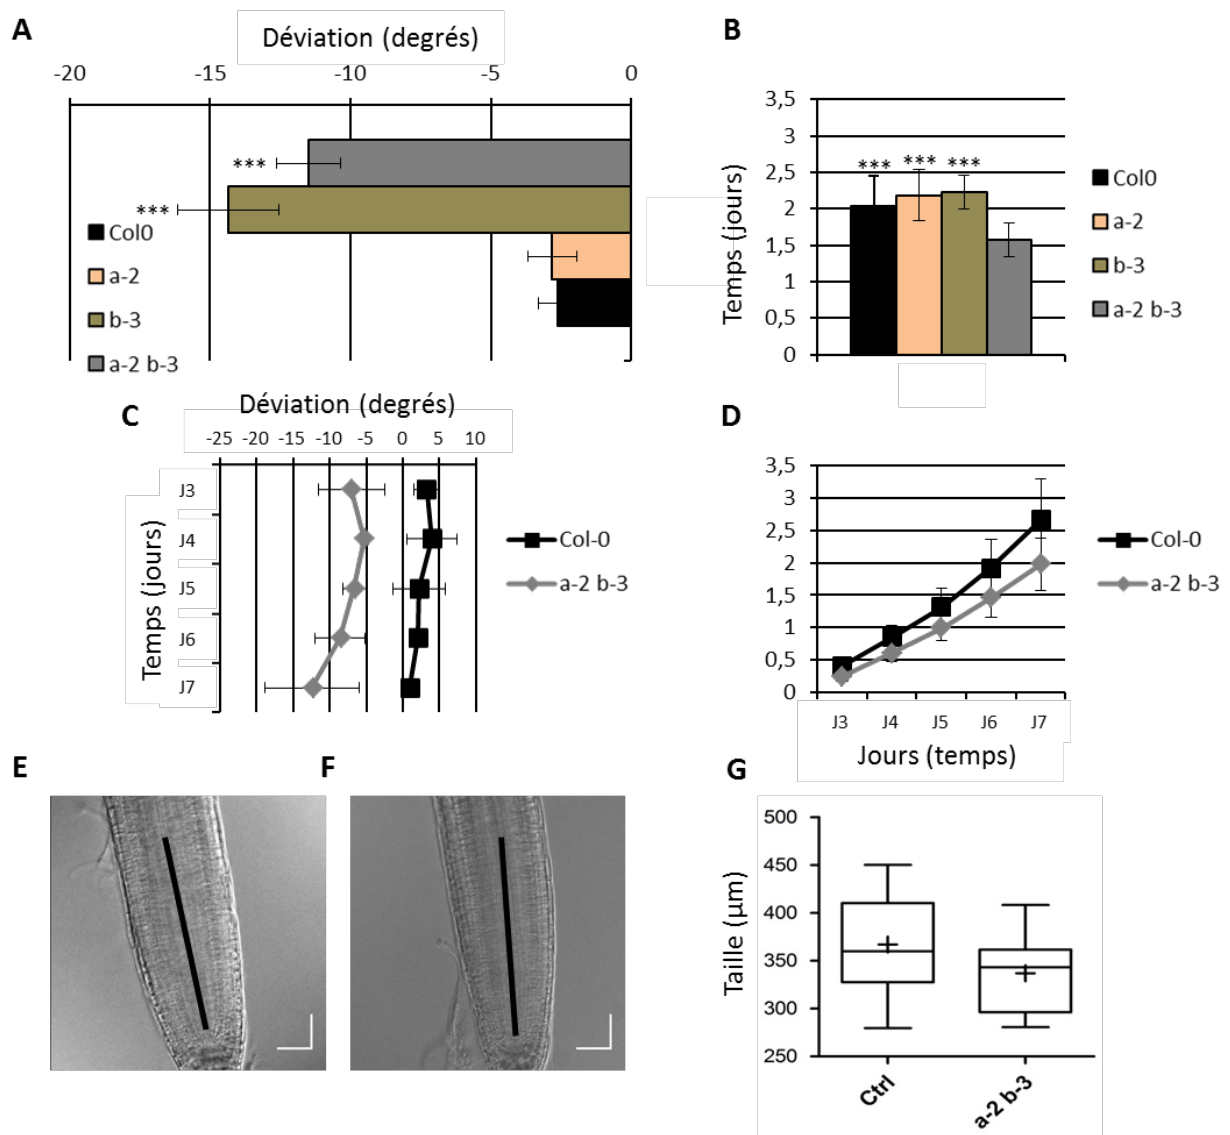 A
Déviation (degrés)
-20 -15 -10 -5 0
***
***
Col0
a-2
b-3
a-2 b-3
B
Temps (jours)
3,5
3
2,5
2
1,5
1
0,5
0
*** *** ***
Col0
a-2
b-3
a-2 b-3
C
Déviation (degrés)
-25 -20 -15 -10 -5 0 5 10
Temps (jours)
J3
J4
J5
J6
J7
Col-0
a-2 b-3
D
3,5
3
2,5
2
1,5
1
0,5
0
J3 J4 J5 J6 J7
Jours (temps)
Col-0
a-2 b-3
E
F
G
Taille (µm)
500
450
400
350
300
250
Ctrl
a-2 b-3